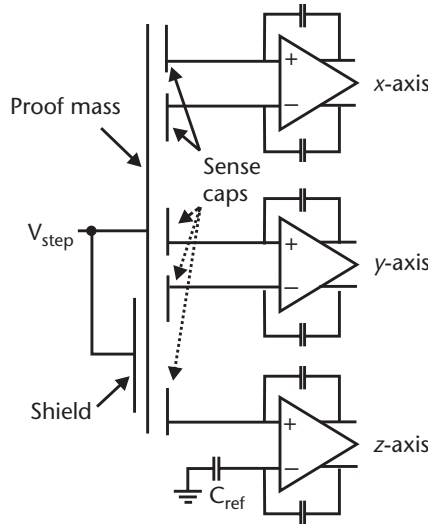 +
−
x-axis
Proof mass
Sense
caps
V_step
+
−
y-axis
Shield
+
−
z-axis
C_ref